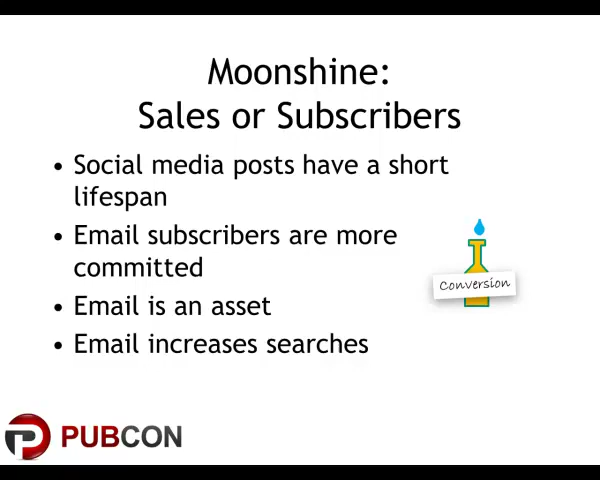 Moonshine:
Sales or Subscribers
• Social media posts have a short
lifespan
• Email subscribers are more
committed
• Email is an asset
• Email increases searches
Conversion
PUBCON